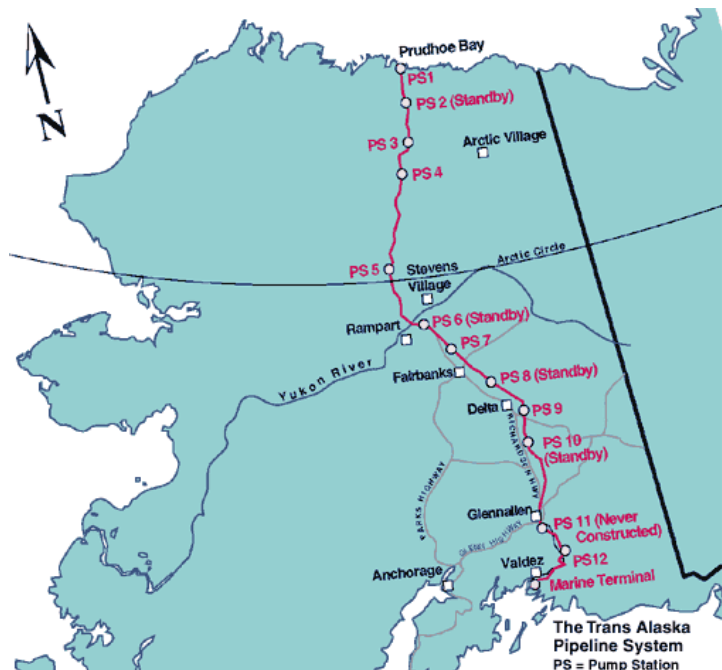 Prudhoe Bay
PS1
PS 2 (Standby)
N
PS 3
Arctic Village
PS 4
Arctic Circle
PS 5
Stevens
Village
PS 6 (Standby)
Rampart
PS 7
Yukon River
Fairbanks
PS 8 (Standby)
Delta
PS 9
RICHARDSON HWY
PS 10
(Standby)
PARKS HIGHWAY
Glennallen
PS 11 (Never
Constructed)
GLENN HIGHWAY
PS12
Valdez
Anchorage
Marine Terminal
The Trans Alaska
Pipeline System
PS = Pump Station